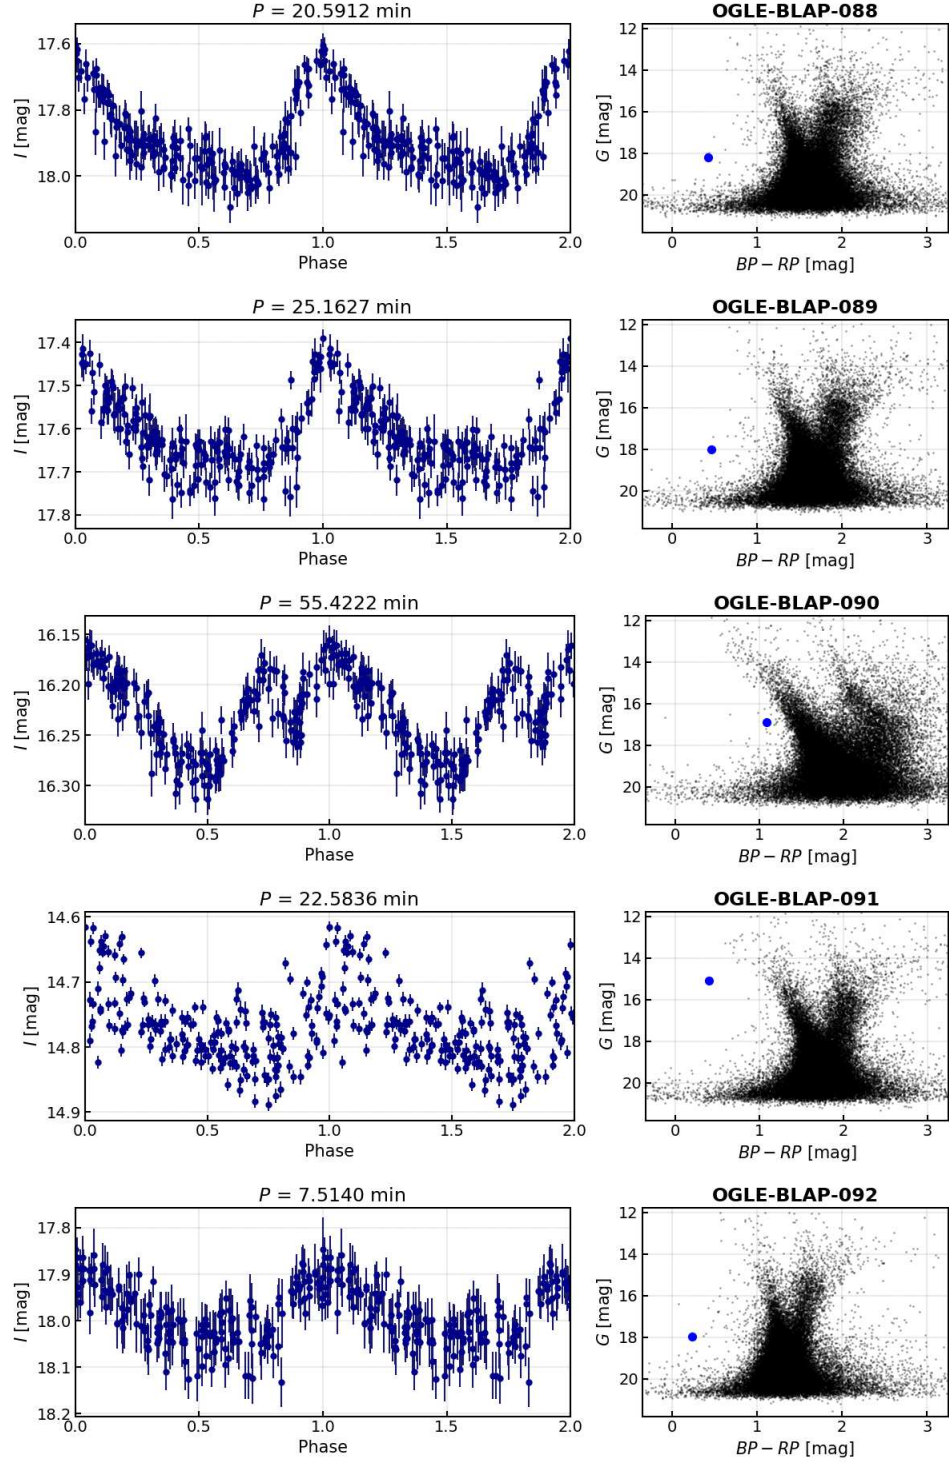 P = 20.5912 min
OGLE-BLAP-088
17.6
17.8
18.0
I [mag]
0.0 0.5 1.0 1.5 2.0
Phase
12
14
16
18
20
G [mag]
0 1 2 3
BP − RP [mag]
P = 25.1627 min
OGLE-BLAP-089
17.4
17.5
17.6
17.7
17.8
I [mag]
0.0 0.5 1.0 1.5 2.0
Phase
12
14
16
18
20
G [mag]
0 1 2 3
BP − RP [mag]
P = 55.4222 min
OGLE-BLAP-090
16.15
16.20
16.25
16.30
I [mag]
0.0 0.5 1.0 1.5 2.0
Phase
12
14
16
18
20
G [mag]
0 1 2 3
BP − RP [mag]
P = 22.5836 min
OGLE-BLAP-091
14.6
14.7
14.8
14.9
I [mag]
0.0 0.5 1.0 1.5 2.0
Phase
12
14
16
18
20
G [mag]
0 1 2 3
BP − RP [mag]
P = 7.5140 min
OGLE-BLAP-092
17.8
17.9
18.0
18.1
18.2
I [mag]
0.0 0.5 1.0 1.5 2.0
Phase
12
14
16
18
20
G [mag]
0 1 2 3
BP − RP [mag]